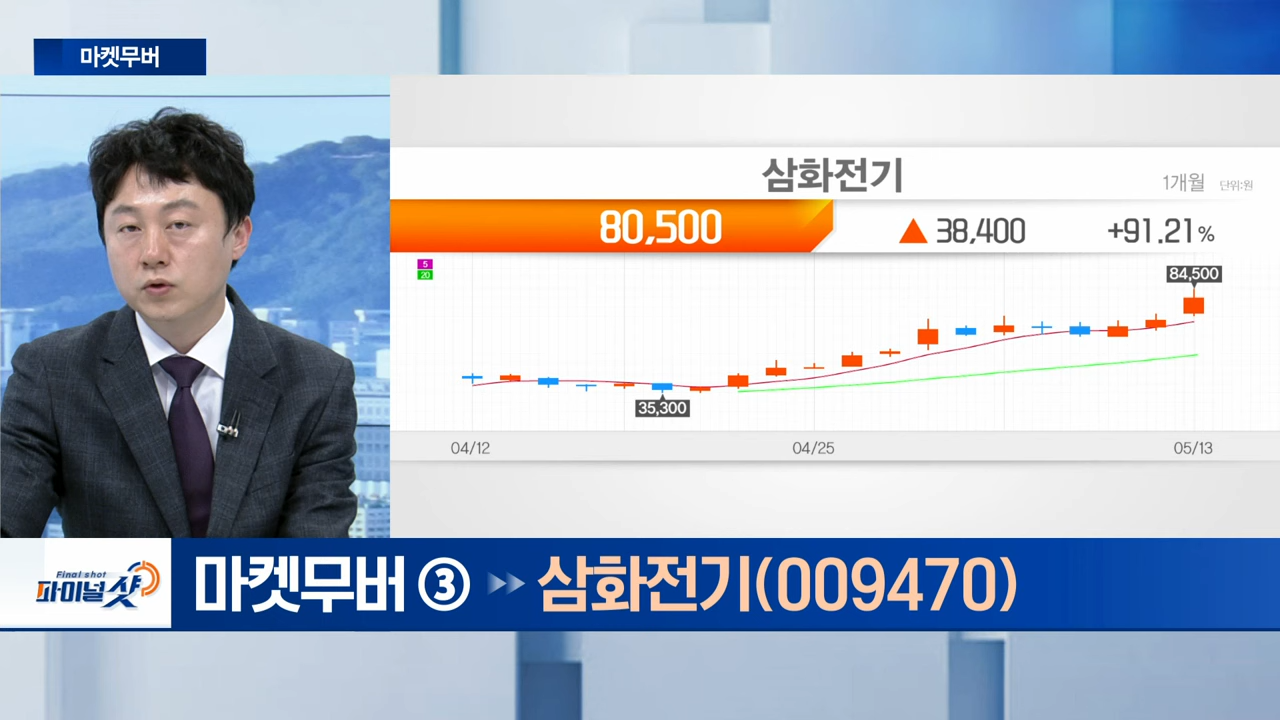 마켓무버
삼화전기
1개월 단위:원
80,500 ▲ 38,400 +91.21%
5
20
84,500
35,300
04/12 04/25 05/13
Final shot
파이널샷
마켓무버 ③ 삼화전기(009470)